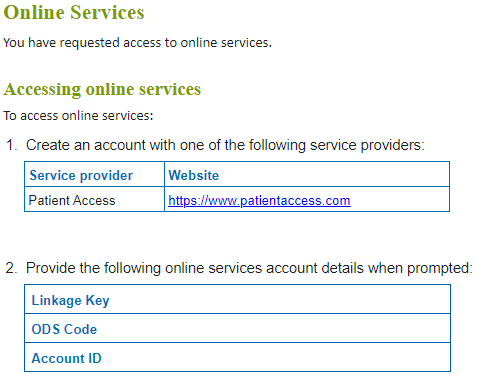 Online Services
You have requested access to online services.
Accessing online services
To access online services:
1. Create an account with one of the following service providers:
Service provider Website
Patient Access https://www.patientaccess.com
2. Provide the following online services account details when prompted:
Linkage Key
ODS Code
Account ID